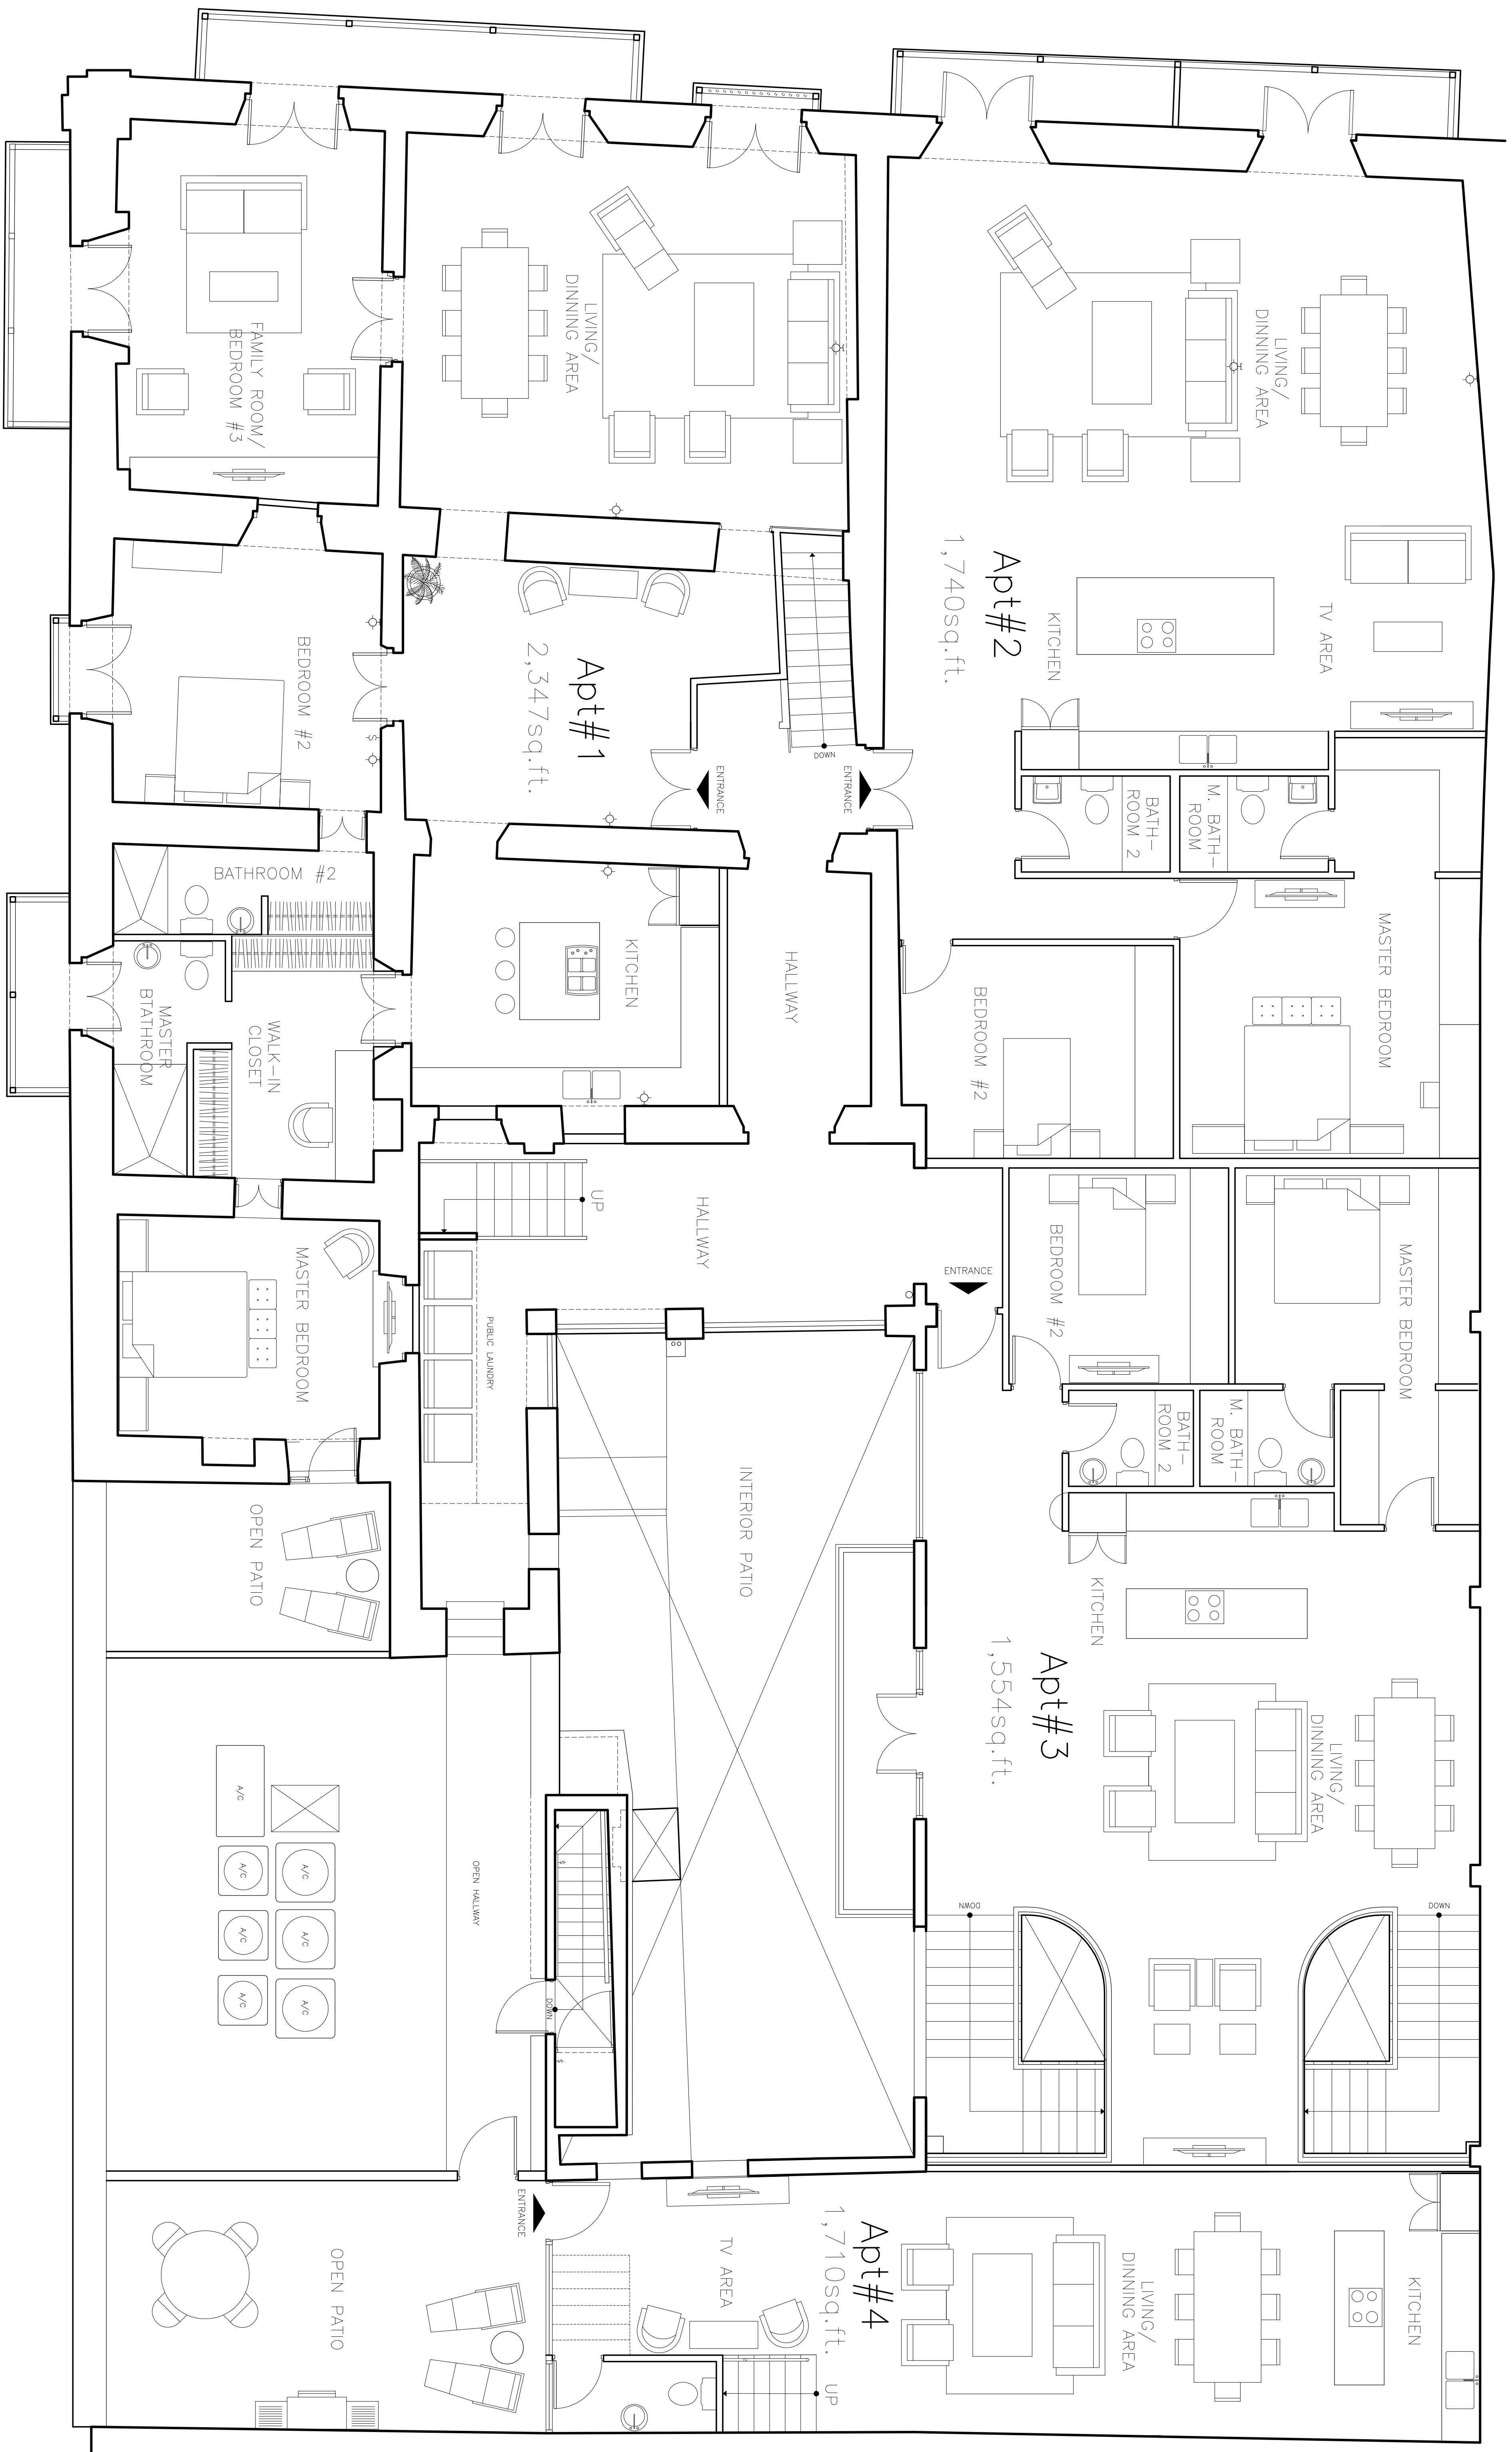 LIVING/
DINNING AREA
FAMILY ROOM/
BEDROOM #3
LIVING/
DINNING AREA
TV AREA
KITCHEN
Apt#2
1,740sq.ft.
Apt#1
2,347sq.ft.
BEDROOM #2
DOWN
ENTRANCE
ENTRANCE
BATH-
ROOM 2
M. BATH-
ROOM
MASTER BEDROOM
BATHROOM #2
KITCHEN
HALLWAY
BEDROOM #2
WALK-IN
CLOSET
MASTER
BTATHROOM
UP
HALLWAY
ENTRANCE
BEDROOM #2
MASTER BEDROOM
MASTER BEDROOM
PUBLIC LAUNDRY
BATH-
ROOM 2
M. BATH-
ROOM
INTERIOR PATIO
OPEN PATIO
KITCHEN
Apt#3
1,554sq.ft.
LIVING/
DINNING AREA
A/C
A/C
A/C
A/C
A/C
A/C
A/C
OPEN HALLWAY
DOWN
DOWN
DOWN
S
S
S
ENTRANCE
TV AREA
Apt#4
1,710sq.ft.
LIVING/
DINNING AREA
KITCHEN
OPEN PATIO
UP